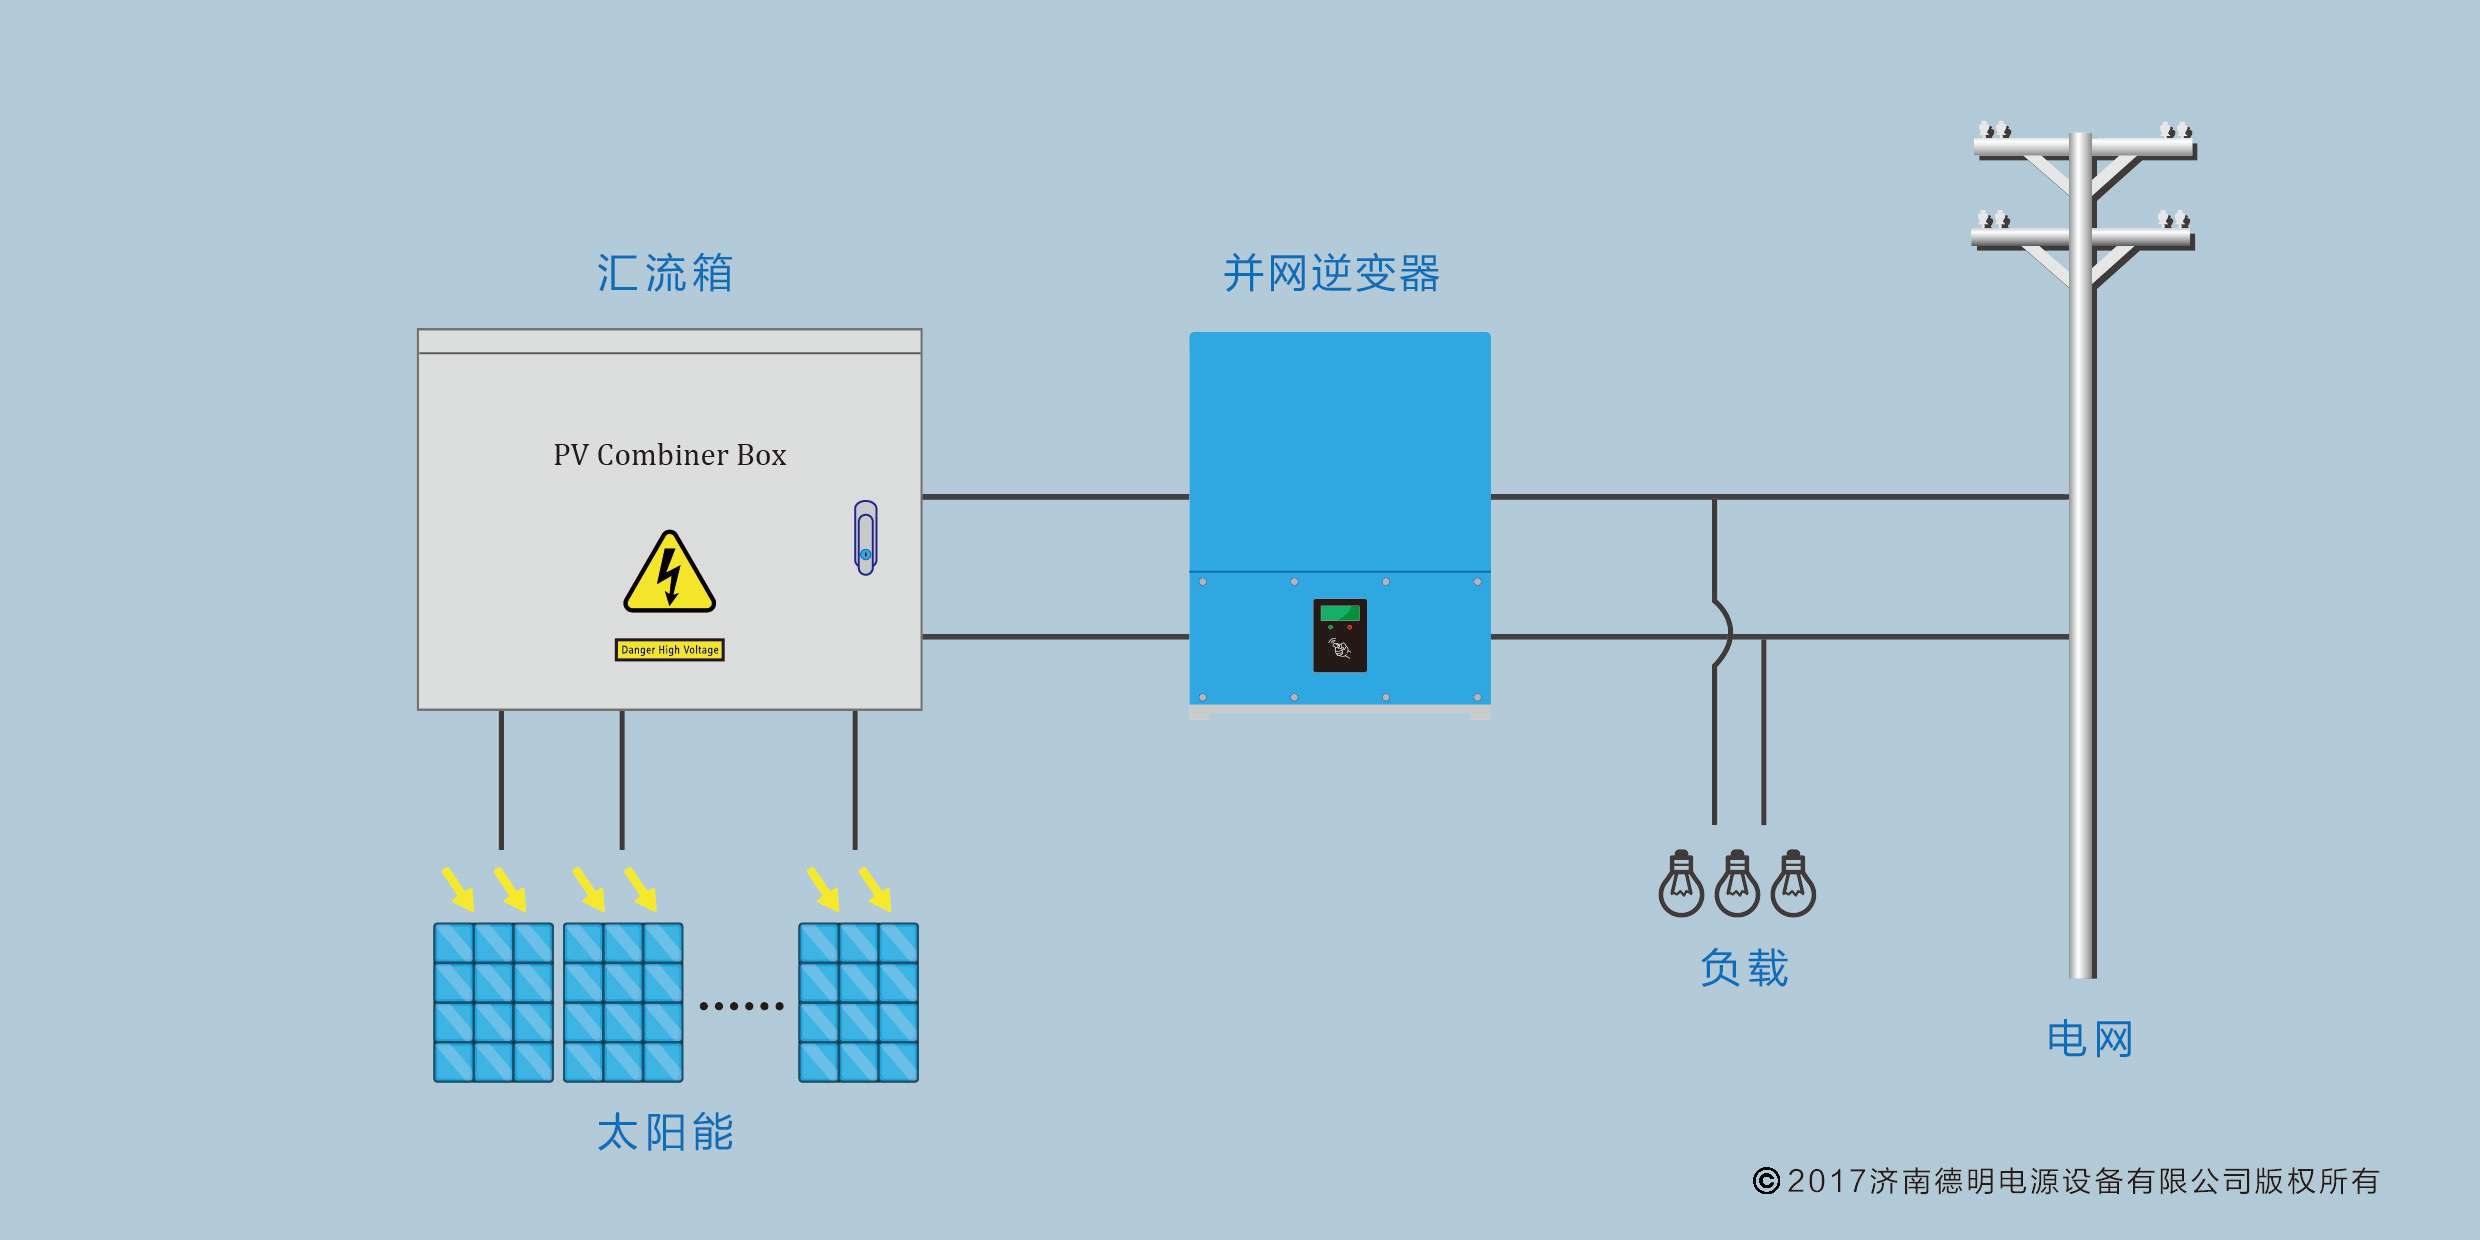 汇流箱
并网逆变器
PV Combiner Box
Danger High Voltage
负载
电网
太阳能
©2017济南德明电源设备有限公司版权所有